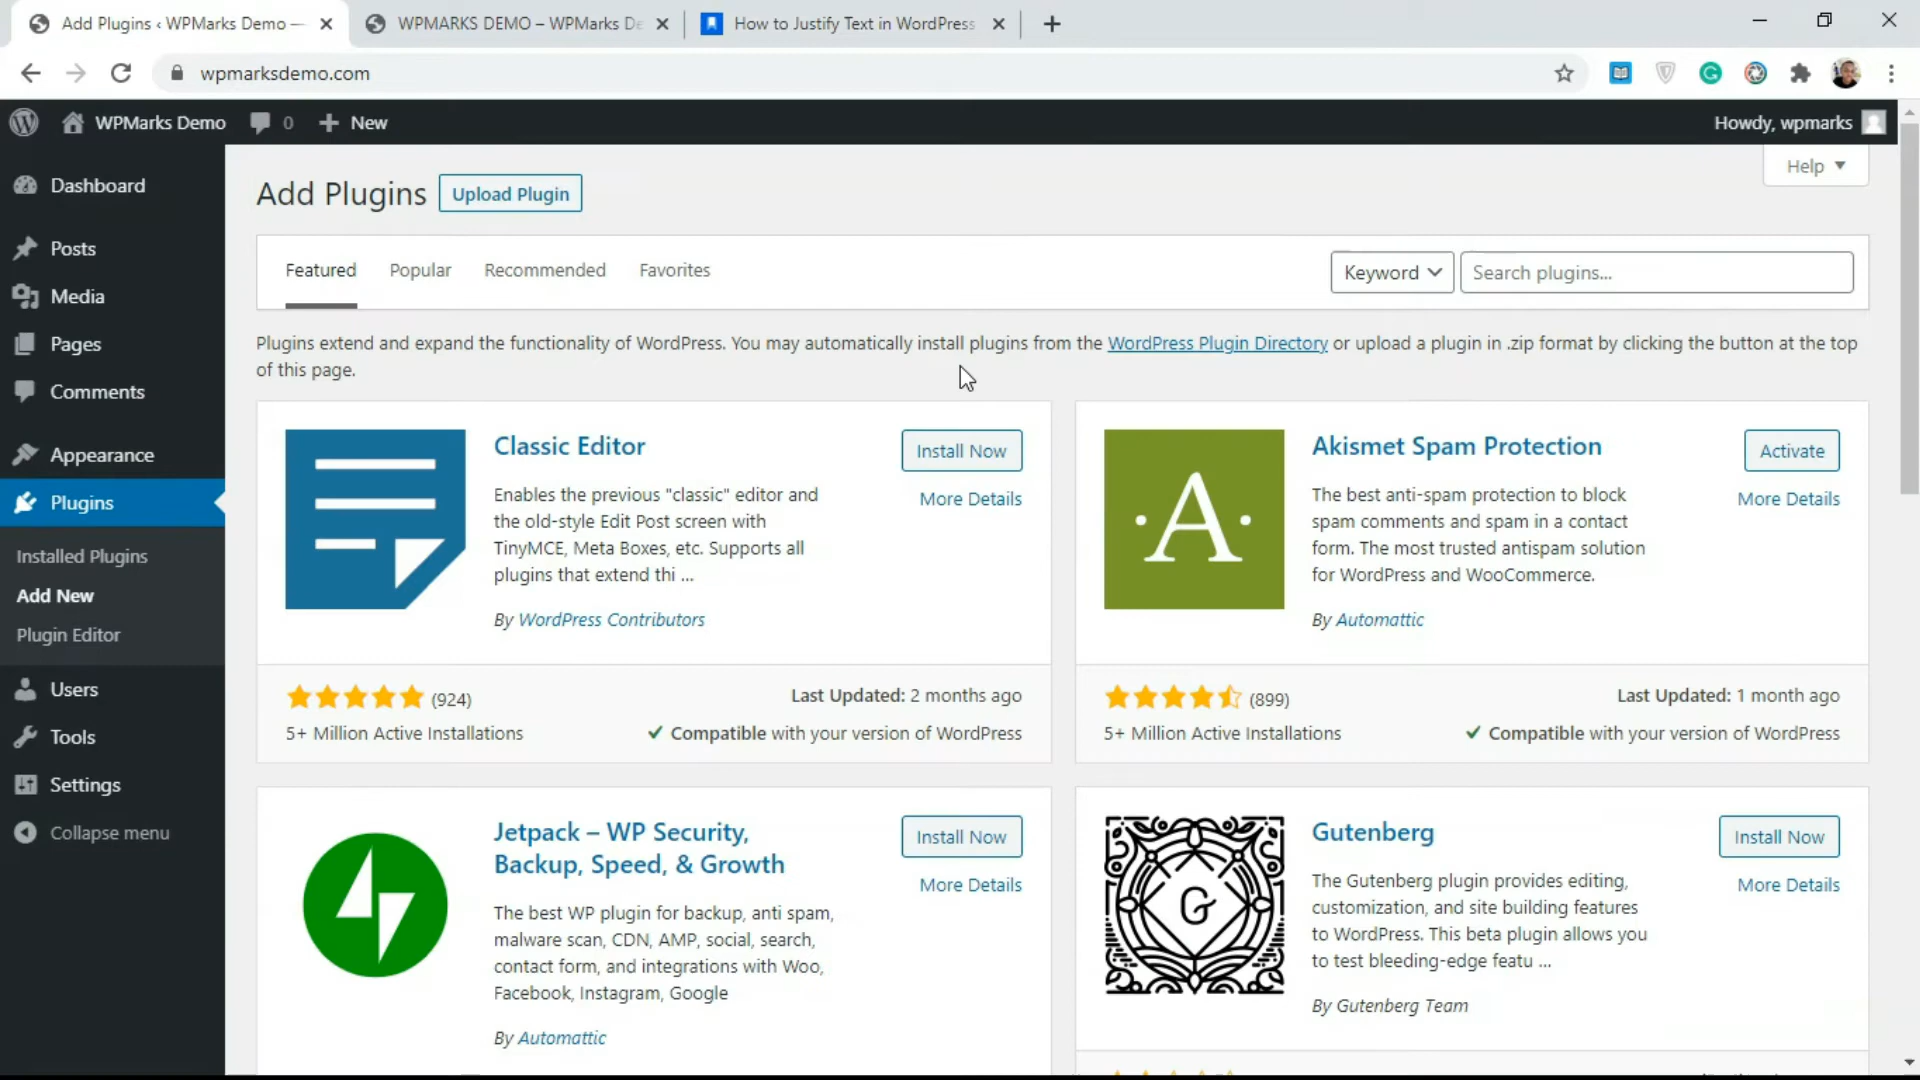 Add Plugins ‹ WPMarks Demo —
WPMARKS DEMO – WPMarks De
How to Justify Text in WordPress
wpmarksdemo.com
WPMarks Demo
0
New
Howdy, wpmarks
Help
Dashboard
Posts
Media
Pages
Comments
Appearance
Plugins
Installed Plugins
Add New
Plugin Editor
Users
Tools
Settings
Collapse menu
Add Plugins
Upload Plugin
Featured
Popular
Recommended
Favorites
Keyword
Search plugins...
Plugins extend and expand the functionality of WordPress. You may automatically install plugins from the WordPress Plugin Directory or upload a plugin in .zip format by clicking the button at the top
of this page.
Classic Editor
Install Now
More Details
Enables the previous "classic" editor and
the old-style Edit Post screen with
TinyMCE, Meta Boxes, etc. Supports all
plugins that extend thi ...
By WordPress Contributors
(924)
Last Updated: 2 months ago
5+ Million Active Installations
Compatible with your version of WordPress
A
Akismet Spam Protection
Activate
More Details
The best anti-spam protection to block
spam comments and spam in a contact
form. The most trusted antispam solution
for WordPress and WooCommerce.
By Automattic
(899)
Last Updated: 1 month ago
5+ Million Active Installations
Compatible with your version of WordPress
Jetpack – WP Security,
Backup, Speed, & Growth
Install Now
More Details
The best WP plugin for backup, anti spam,
malware scan, CDN, AMP, social, search,
contact form, and integrations with Woo,
Facebook, Instagram, Google
By Automattic
G
Gutenberg
Install Now
More Details
The Gutenberg plugin provides editing,
customization, and site building features
to WordPress. This beta plugin allows you
to test bleeding-edge featu ...
By Gutenberg Team